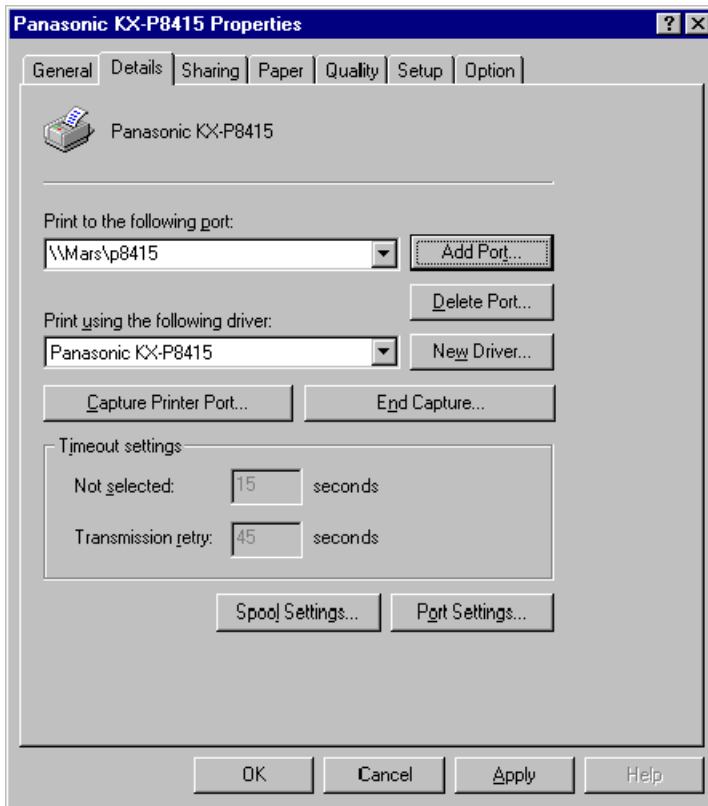 Panasonic KX-P8415 Properties
General Details Sharing Paper Quality Setup Option
Panasonic KX-P8415
Print to the following port:
\\Mars\p8415 Add Port...
Delete Port...
Print using the following driver:
Panasonic KX-P8415 New Driver...
Capture Printer Port... End Capture...
Timeout settings
Not selected: 15 seconds
Transmission retry: 45 seconds
Spool Settings... Port Settings...
OK Cancel Apply Help